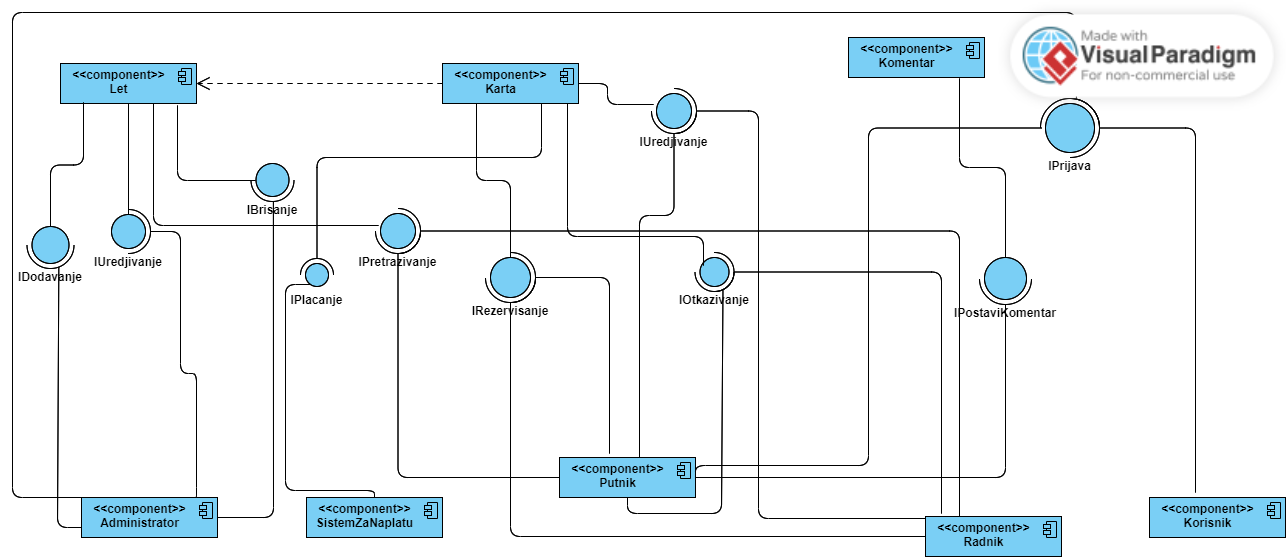 Made with
Visual Paradigm
For non-commercial use
<<component>>
Komentar
<<component>>
Let
<<component>>
Karta
IUredjivanje
IPrijava
IBrisanje
IUredjivanje
IPretrazivanje
IDodavanje
IPlacanje
IRezervisanje
IOtkazivanje
IPostaviKomentar
<<component>>
Putnik
<<component>>
Administrator
<<component>>
SistemZaNaplatu
<<component>>
Korisnik
<<component>>
Radnik